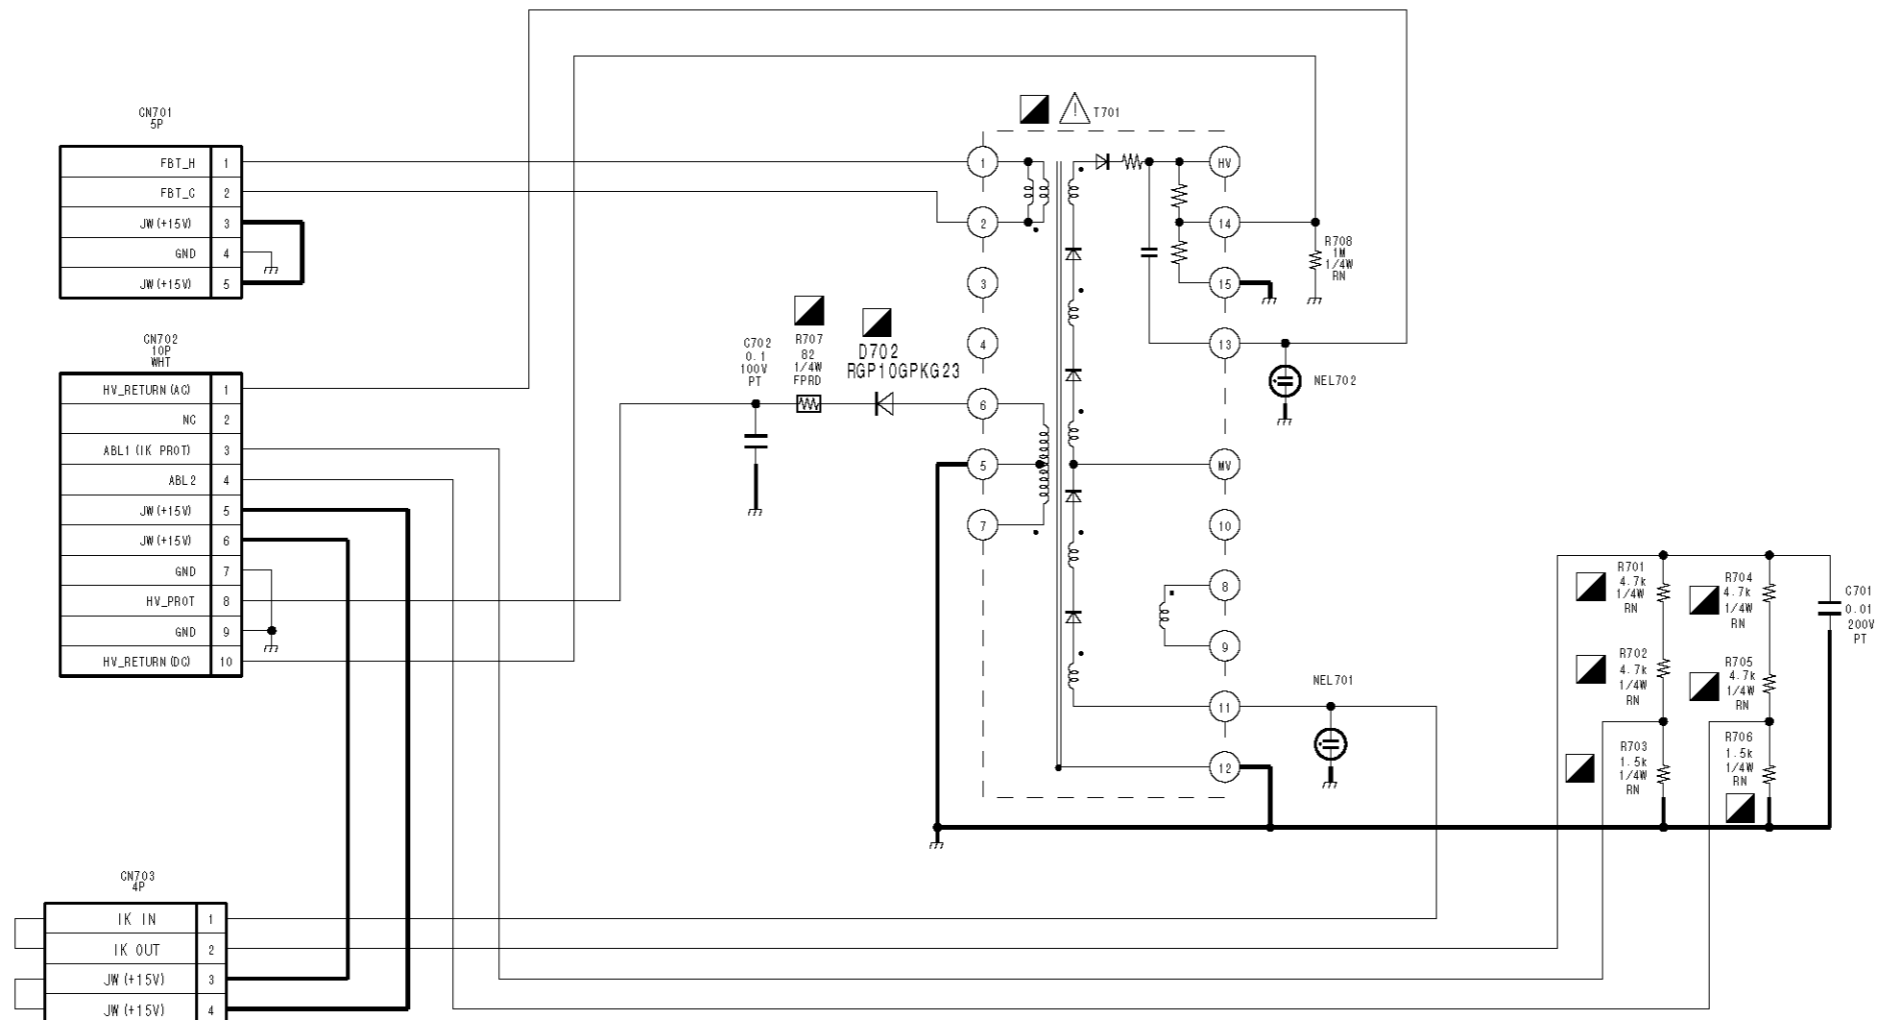 CN701
5P
FBT_H 1
FBT_C 2
JW(+15V) 3
GND 4
JW(+15V) 5
CN702
10P
WHT
HV_RETURN(AC) 1
NC 2
ABL1(IK PROT) 3
ABL2 4
JW(+15V) 5
JW(+15V) 6
GND 7
HV_PROT 8
GND 9
HV_RETURN(DC) 10
CN703
4P
IK IN 1
IK OUT 2
JW(+15V) 3
JW(+15V) 4
C702
0.1
100V
PT
R707
82
1/4W
FPRD
D702
RGP10GPKG23
! T701
1
2
3
4
6
5
7
HV
14
15
13
MV
10
8
9
11
12
R708
1M
1/4W
RN
NEL702
NEL701
R701
4.7k
1/4W
RN
R702
4.7k
1/4W
RN
R703
1.5k
1/4W
RN
R704
4.7k
1/4W
RN
R705
4.7k
1/4W
RN
R706
1.5k
1/4W
RN
C701
0.01
200V
PT